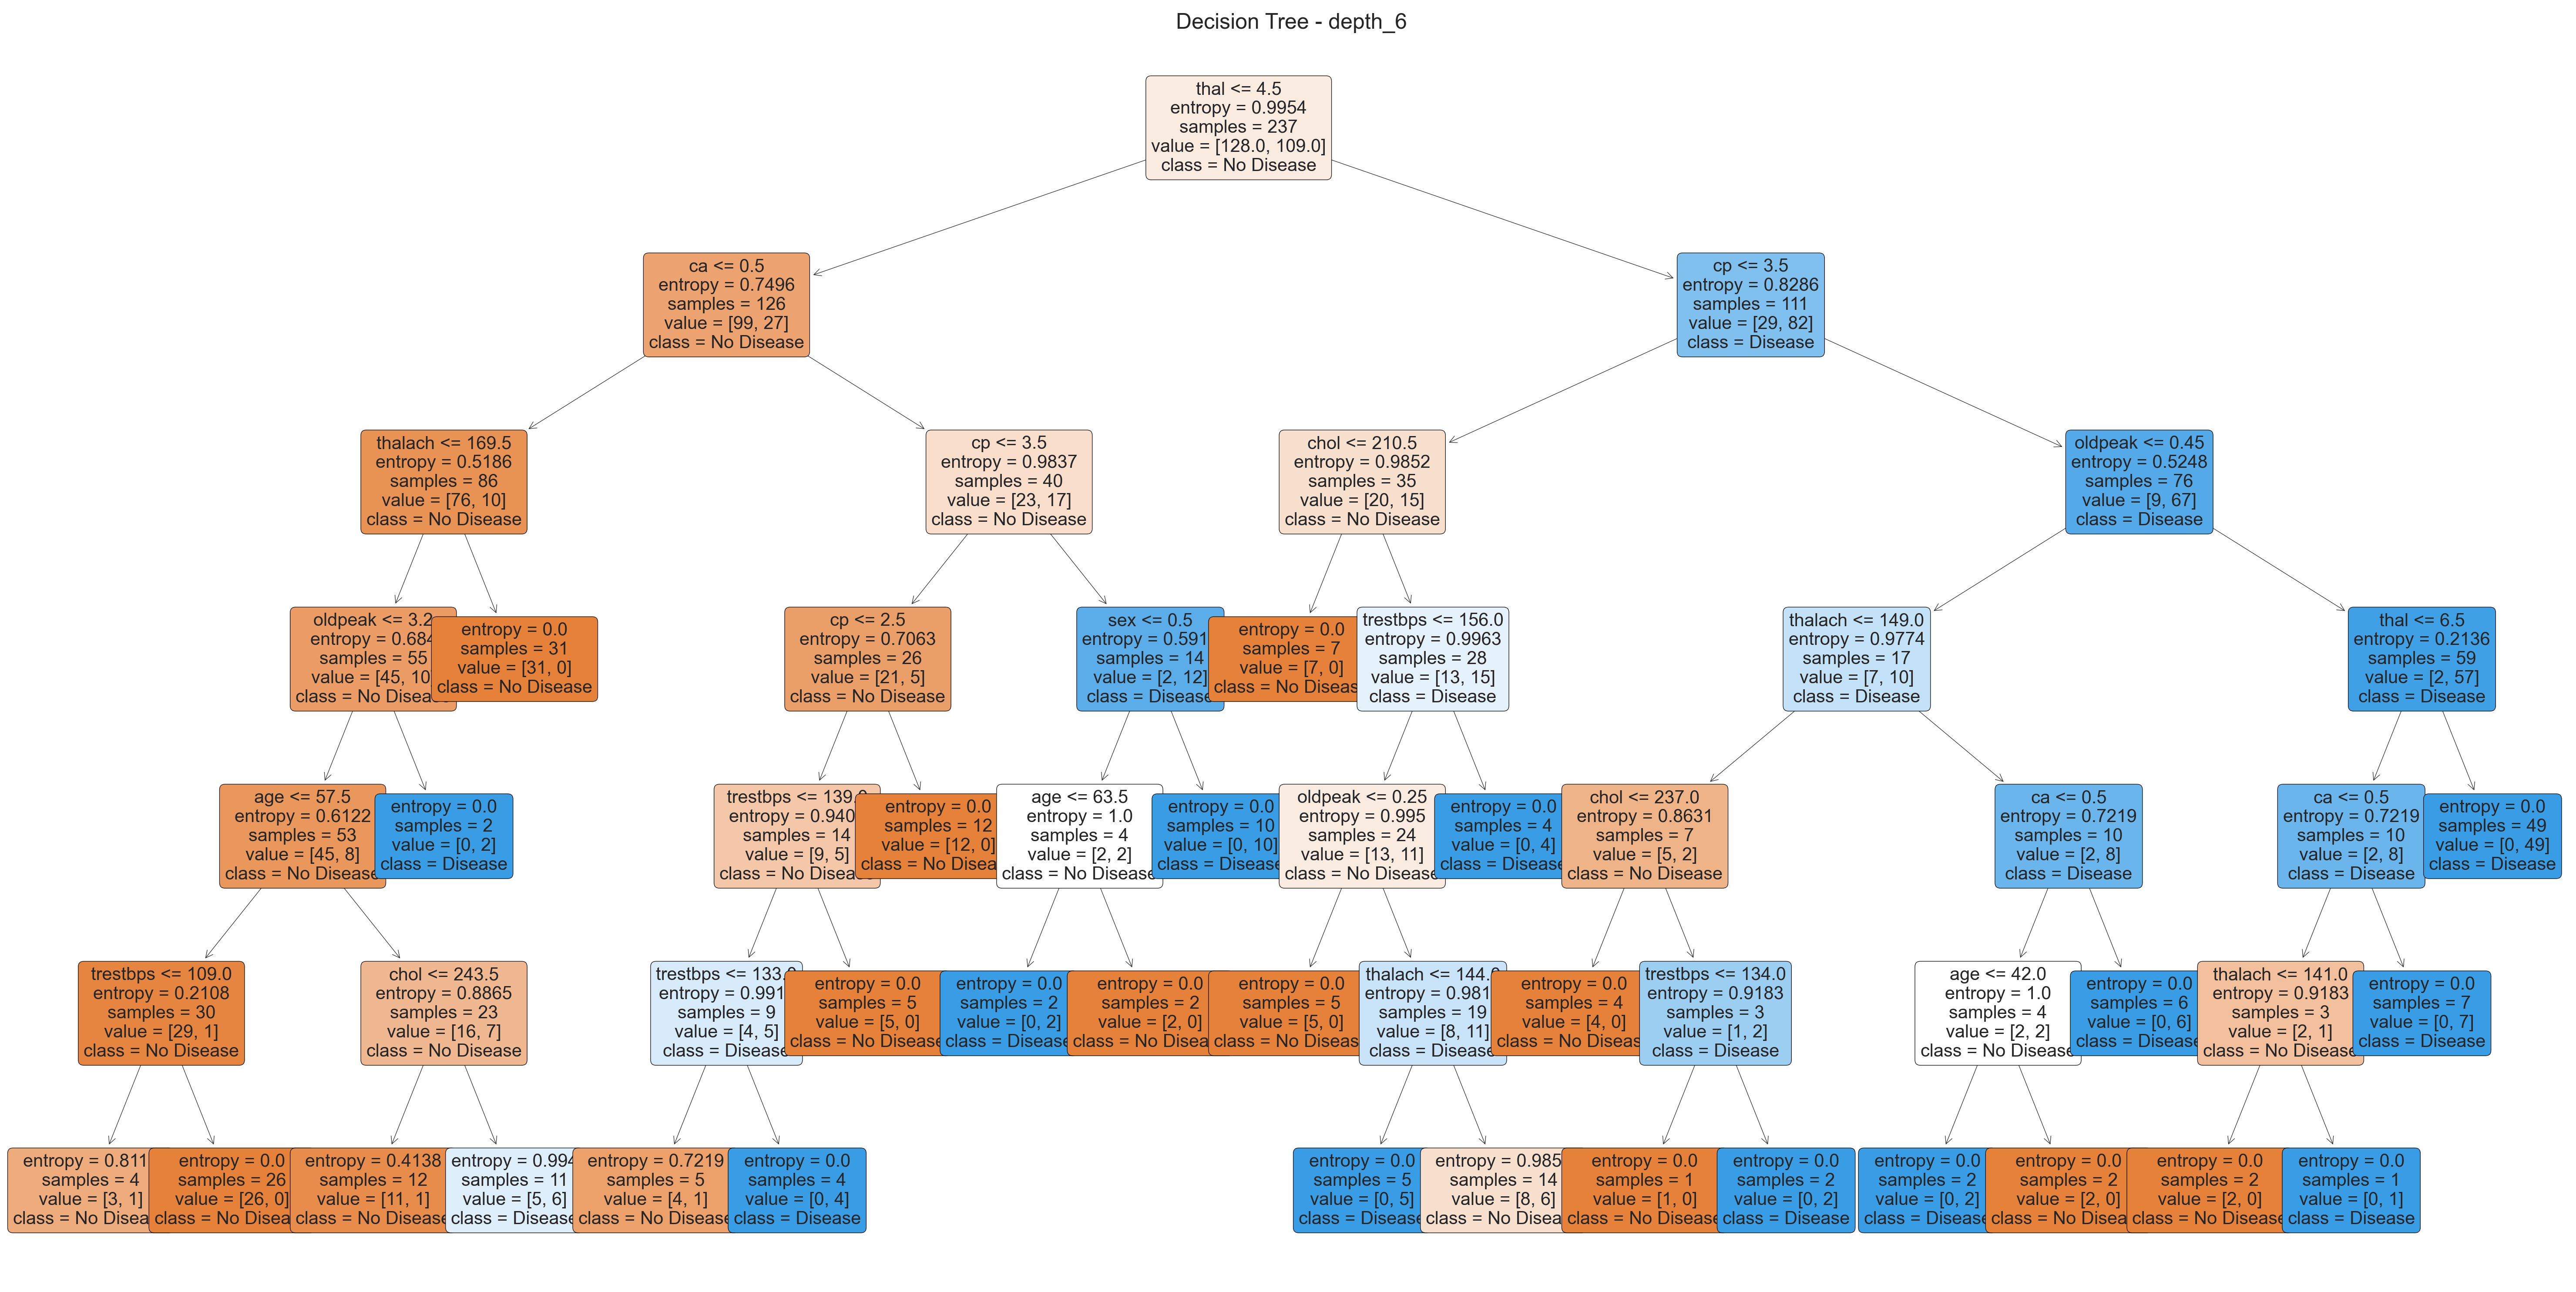 Decision Tree - depth_6
thal <= 4.5
entropy = 0.9954
samples = 237
value = [128.0, 109.0]
class = No Disease
ca <= 0.5
entropy = 0.7496
samples = 126
value = [99, 27]
class = No Disease
cp <= 3.5
entropy = 0.8286
samples = 111
value = [29, 82]
class = Disease
thalach <= 169.5
entropy = 0.5186
samples = 86
value = [76, 10]
class = No Disease
cp <= 3.5
entropy = 0.9837
samples = 40
value = [23, 17]
class = No Disease
chol <= 210.5
entropy = 0.9852
samples = 35
value = [20, 15]
class = No Disease
oldpeak <= 0.45
entropy = 0.5248
samples = 76
value = [9, 67]
class = Disease
oldpeak <= 3.2
entropy = 0.684
samples = 55
value = [45, 10
class = No Disease
entropy = 0.0
samples = 31
value = [31, 0]
class = No Disease
cp <= 2.5
entropy = 0.7063
samples = 26
value = [21, 5]
class = No Disease
sex <= 0.5
entropy = 0.591
samples = 14
value = [2, 12]
class = Disease
entropy = 0.0
samples = 7
value = [7, 0]
class = No Disease
trestbps <= 156.0
entropy = 0.9963
samples = 28
value = [13, 15]
class = Disease
thalach <= 149.0
entropy = 0.9774
samples = 17
value = [7, 10]
class = Disease
thal <= 6.5
entropy = 0.2136
samples = 59
value = [2, 57]
class = Disease
age <= 57.5
entropy = 0.6122
samples = 53
value = [45, 8]
class = No Disease
entropy = 0.0
samples = 2
value = [0, 2]
class = Disease
trestbps <= 139.0
entropy = 0.940
samples = 14
value = [9, 5]
class = No Disease
entropy = 0.0
samples = 12
value = [12, 0]
class = No Disease
age <= 63.5
entropy = 1.0
samples = 4
value = [2, 2]
class = No Disease
entropy = 0.0
samples = 10
value = [0, 10]
class = Disease
oldpeak <= 0.25
entropy = 0.995
samples = 24
value = [13, 11]
class = No Disease
entropy = 0.0
samples = 4
value = [0, 4]
class = Disease
chol <= 237.0
entropy = 0.8631
samples = 7
value = [5, 2]
class = No Disease
ca <= 0.5
entropy = 0.7219
samples = 10
value = [2, 8]
class = Disease
ca <= 0.5
entropy = 0.7219
samples = 10
value = [2, 8]
class = Disease
entropy = 0.0
samples = 49
value = [0, 49]
class = Disease
trestbps <= 109.0
entropy = 0.2108
samples = 30
value = [29, 1]
class = No Disease
chol <= 243.5
entropy = 0.8865
samples = 23
value = [16, 7]
class = No Disease
trestbps <= 133.0
entropy = 0.991
samples = 9
value = [4, 5]
class = Disease
entropy = 0.0
samples = 5
value = [5, 0]
class = No Disease
entropy = 0.0
samples = 2
value = [0, 2]
class = Disease
entropy = 0.0
samples = 2
value = [2, 0]
class = No Disease
entropy = 0.0
samples = 5
value = [5, 0]
class = No Disease
thalach <= 144.0
entropy = 0.981
samples = 19
value = [8, 11]
class = Disease
entropy = 0.0
samples = 4
value = [4, 0]
class = No Disease
trestbps <= 134.0
entropy = 0.9183
samples = 3
value = [1, 2]
class = Disease
age <= 42.0
entropy = 1.0
samples = 4
value = [2, 2]
class = No Disease
entropy = 0.0
samples = 6
value = [0, 6]
class = Disease
thalach <= 141.0
entropy = 0.9183
samples = 3
value = [2, 1]
class = No Disease
entropy = 0.0
samples = 7
value = [0, 7]
class = Disease
entropy = 0.811
samples = 4
value = [3, 1]
class = No Disease
entropy = 0.0
samples = 26
value = [26, 0]
class = No Disease
entropy = 0.4138
samples = 12
value = [11, 1]
class = No Disease
entropy = 0.994
samples = 11
value = [5, 6]
class = Disease
entropy = 0.7219
samples = 5
value = [4, 1]
class = No Disease
entropy = 0.0
samples = 4
value = [0, 4]
class = Disease
entropy = 0.0
samples = 5
value = [0, 5]
class = Disease
entropy = 0.985
samples = 14
value = [8, 6]
class = No Disease
entropy = 0.0
samples = 1
value = [1, 0]
class = No Disease
entropy = 0.0
samples = 2
value = [0, 2]
class = Disease
entropy = 0.0
samples = 2
value = [0, 2]
class = Disease
entropy = 0.0
samples = 2
value = [2, 0]
class = No Disease
entropy = 0.0
samples = 2
value = [2, 0]
class = No Disease
entropy = 0.0
samples = 1
value = [0, 1]
class = Disease